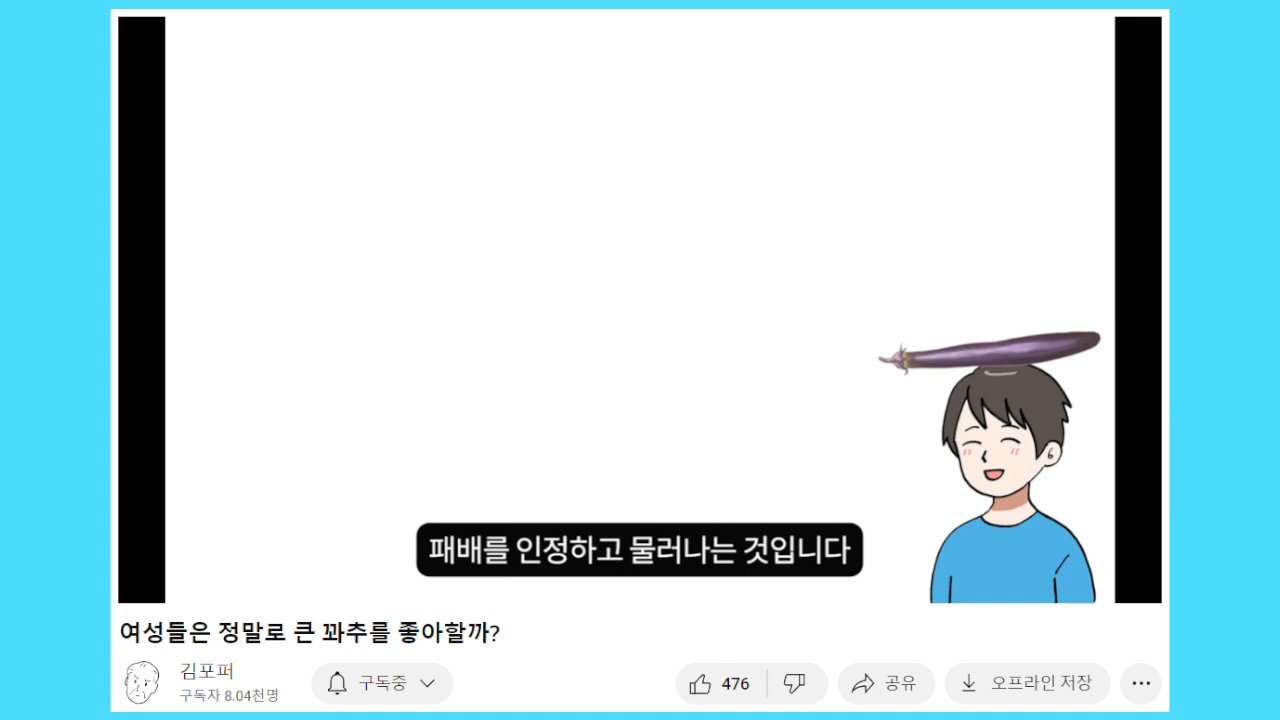 패배를 인정하고 물러나는 것입니다
여성들은 정말로 큰 꽈추를 좋아할까?
김포퍼
구독자 8.04천명
구독중
476
공유
오프라인 저장